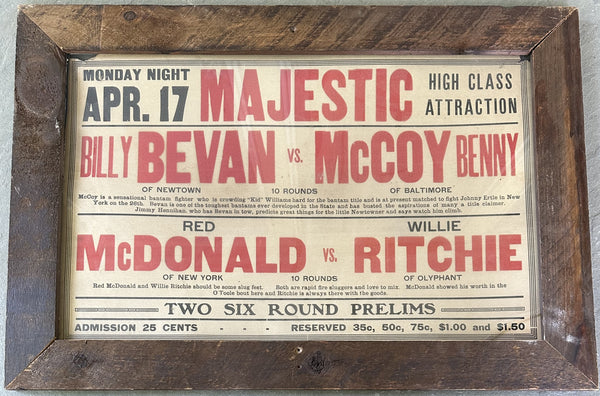 MONDAY NIGHT
APR. 17
MAJESTIC
HIGH CLASS
ATTRACTION
BILLY BEVAN VS. McCOY BENNY
OF NEWTOWN 10 ROUNDS OF BALTIMORE
McCoy is a sensational bantam fighter who is crowding "Kid" Williams hard for the bantam title and is at present matched to fight Johnny Ertle in New
York on the 26th. Bevan is one of the toughest bantams ever developed in the State and has busted the aspirations of many a title claimer.
Jimmy Hennihan, who has Bevan in tow, predicts great things for the little Newtowner and says watch him climb.
RED WILLIE
McDONALD VS. RITCHIE
OF NEW YORK 10 ROUNDS OF OLYPHANT
Red McDonald and Willie Ritchie should be some slug feet. Both are rapid fire sluggers and love to mix. McDonald showed his worth in the
O'Toole bout here and Ritchie is always there with the goods.
TWO SIX ROUND PRELIMS
ADMISSION 25 CENTS - - - RESERVED 35c, 50c, 75c, $1.00 and $1.50